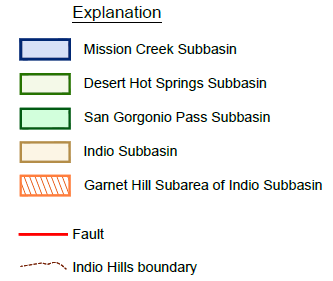 Explanation
Mission Creek Subbasin
Desert Hot Springs Subbasin
San Gorgonio Pass Subbasin
Indio Subbasin
Garnet Hill Subarea of Indio Subbasin
Fault
Indio Hills boundary